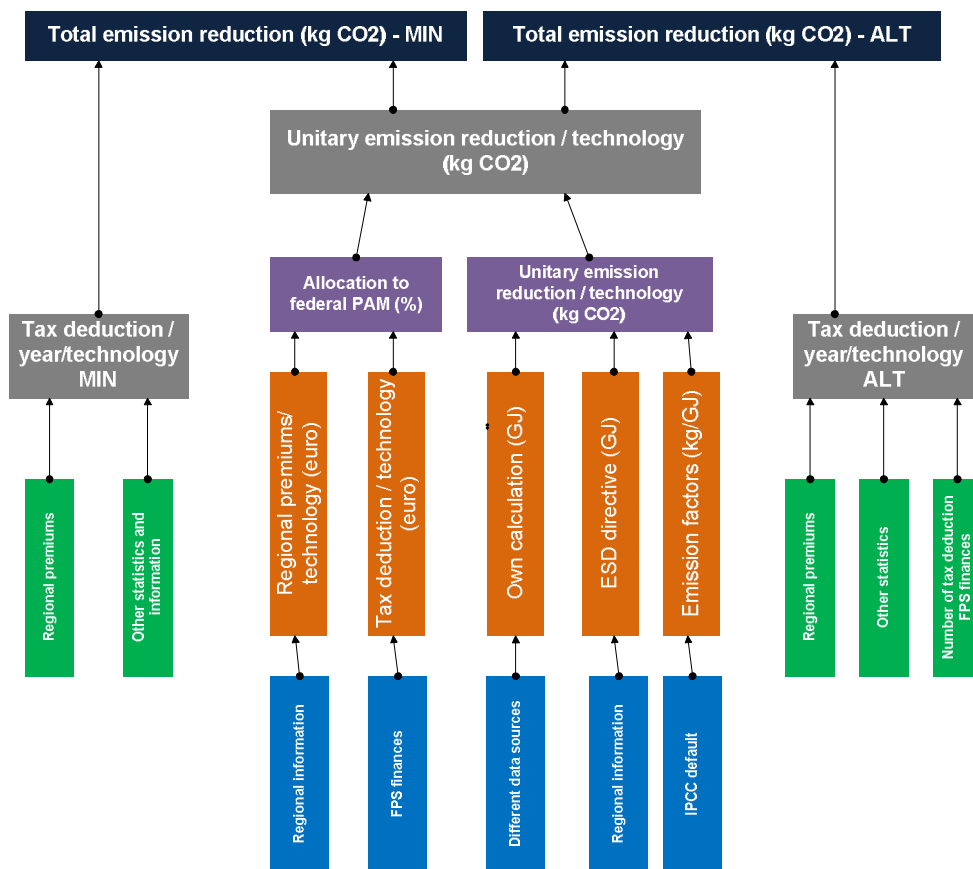 Total emission reduction (kg CO2) - MIN
Total emission reduction (kg CO2) - ALT
Unitary emission reduction / technology
(kg CO2)
Allocation to
federal PAM (%)
Unitary emission
reduction / technology
(kg CO2)
Tax deduction /
year/technology
MIN
Tax deduction /
year/technology
ALT
Regional premiums/
technology (euro)
Tax deduction / technology
(euro)
Own calculation (GJ)
ESD directive (GJ)
Emission factors (kg/GJ)
Regional premiums
Other statistics and
information
Regional premiums
Other statistics
Number of tax deduction
FPS finances
Regional information
FPS finances
Different data sources
Regional information
IPCC default